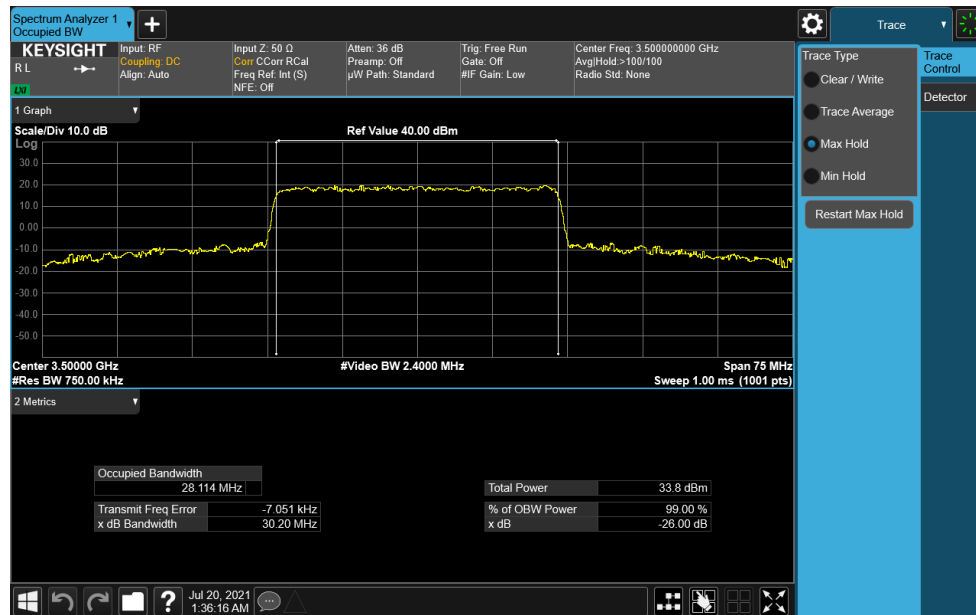 Spectrum Analyzer 1
Occupied BW
Trace
KEYSIGHT
R L
LXI
Input: RF
Coupling: DC
Align: Auto
Input Z: 50 Ω
Corr CCorr RCal
Freq Ref: Int (S)
NFE: Off
Atten: 36 dB
Preamp: Off
µW Path: Standard
Trig: Free Run
Gate: Off
#IF Gain: Low
Center Freq: 3.500000000 GHz
Avg|Hold:>100/100
Radio Std: None
Trace Type
Clear / Write
Trace Average
Max Hold
Min Hold
Restart Max Hold
Trace
Control
Detector
1 Graph
Scale/Div 10.0 dB
Ref Value 40.00 dBm
Log
30.0
20.0
10.0
0.00
-10.0
-20.0
-30.0
-40.0
-50.0
Center 3.50000 GHz
#Video BW 2.4000 MHz
Span 75 MHz
#Res BW 750.00 kHz
Sweep 1.00 ms (1001 pts)
2 Metrics
Occupied Bandwidth
28.114 MHz
Total Power 33.8 dBm
Transmit Freq Error -7.051 kHz
% of OBW Power 99.00 %
x dB Bandwidth 30.20 MHz
x dB -26.00 dB
?
Jul 20, 2021
1:36:16 AM